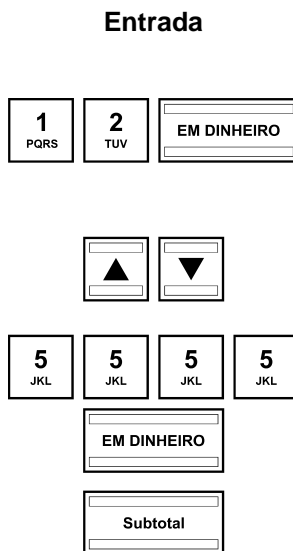 Entrada
1 2 EM DINHEIRO
PQRS TUV
5 5 5 5
JKL JKL JKL JKL
EM DINHEIRO
Subtotal